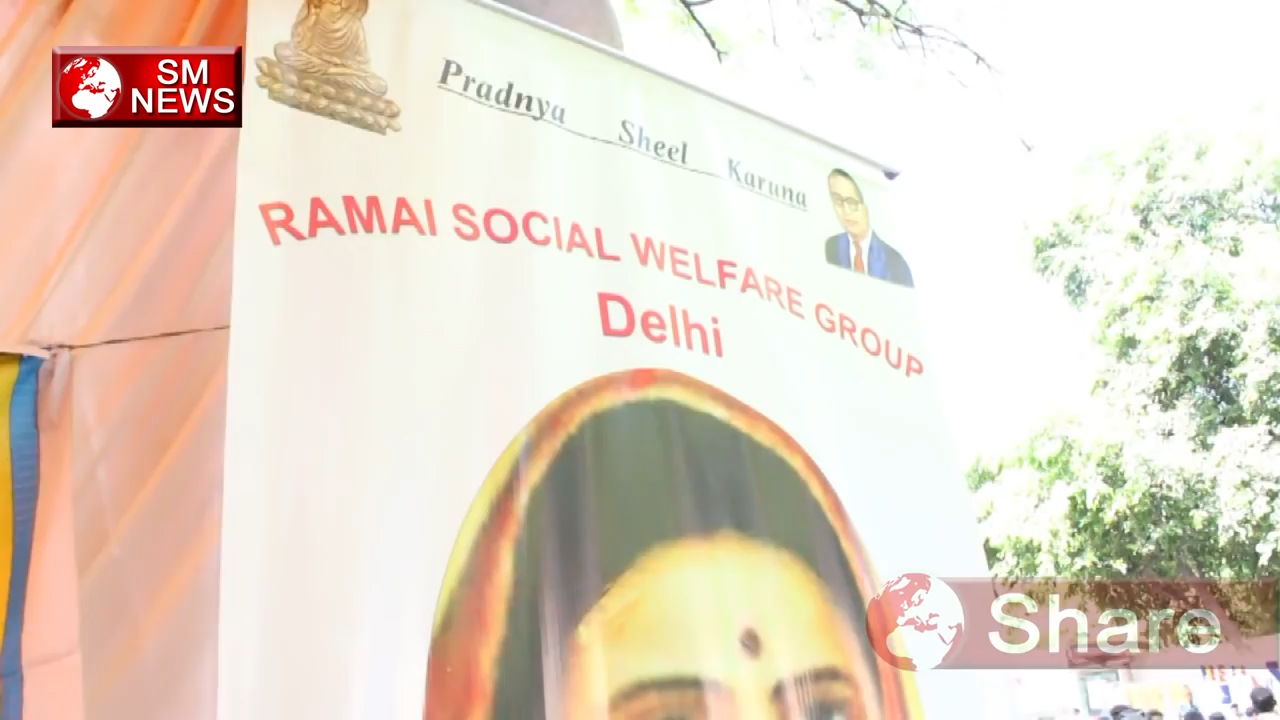 SM
NEWS
Pradnya Sheel Karuna
RAMAI SOCIAL WELFARE GROUP
Delhi
Share